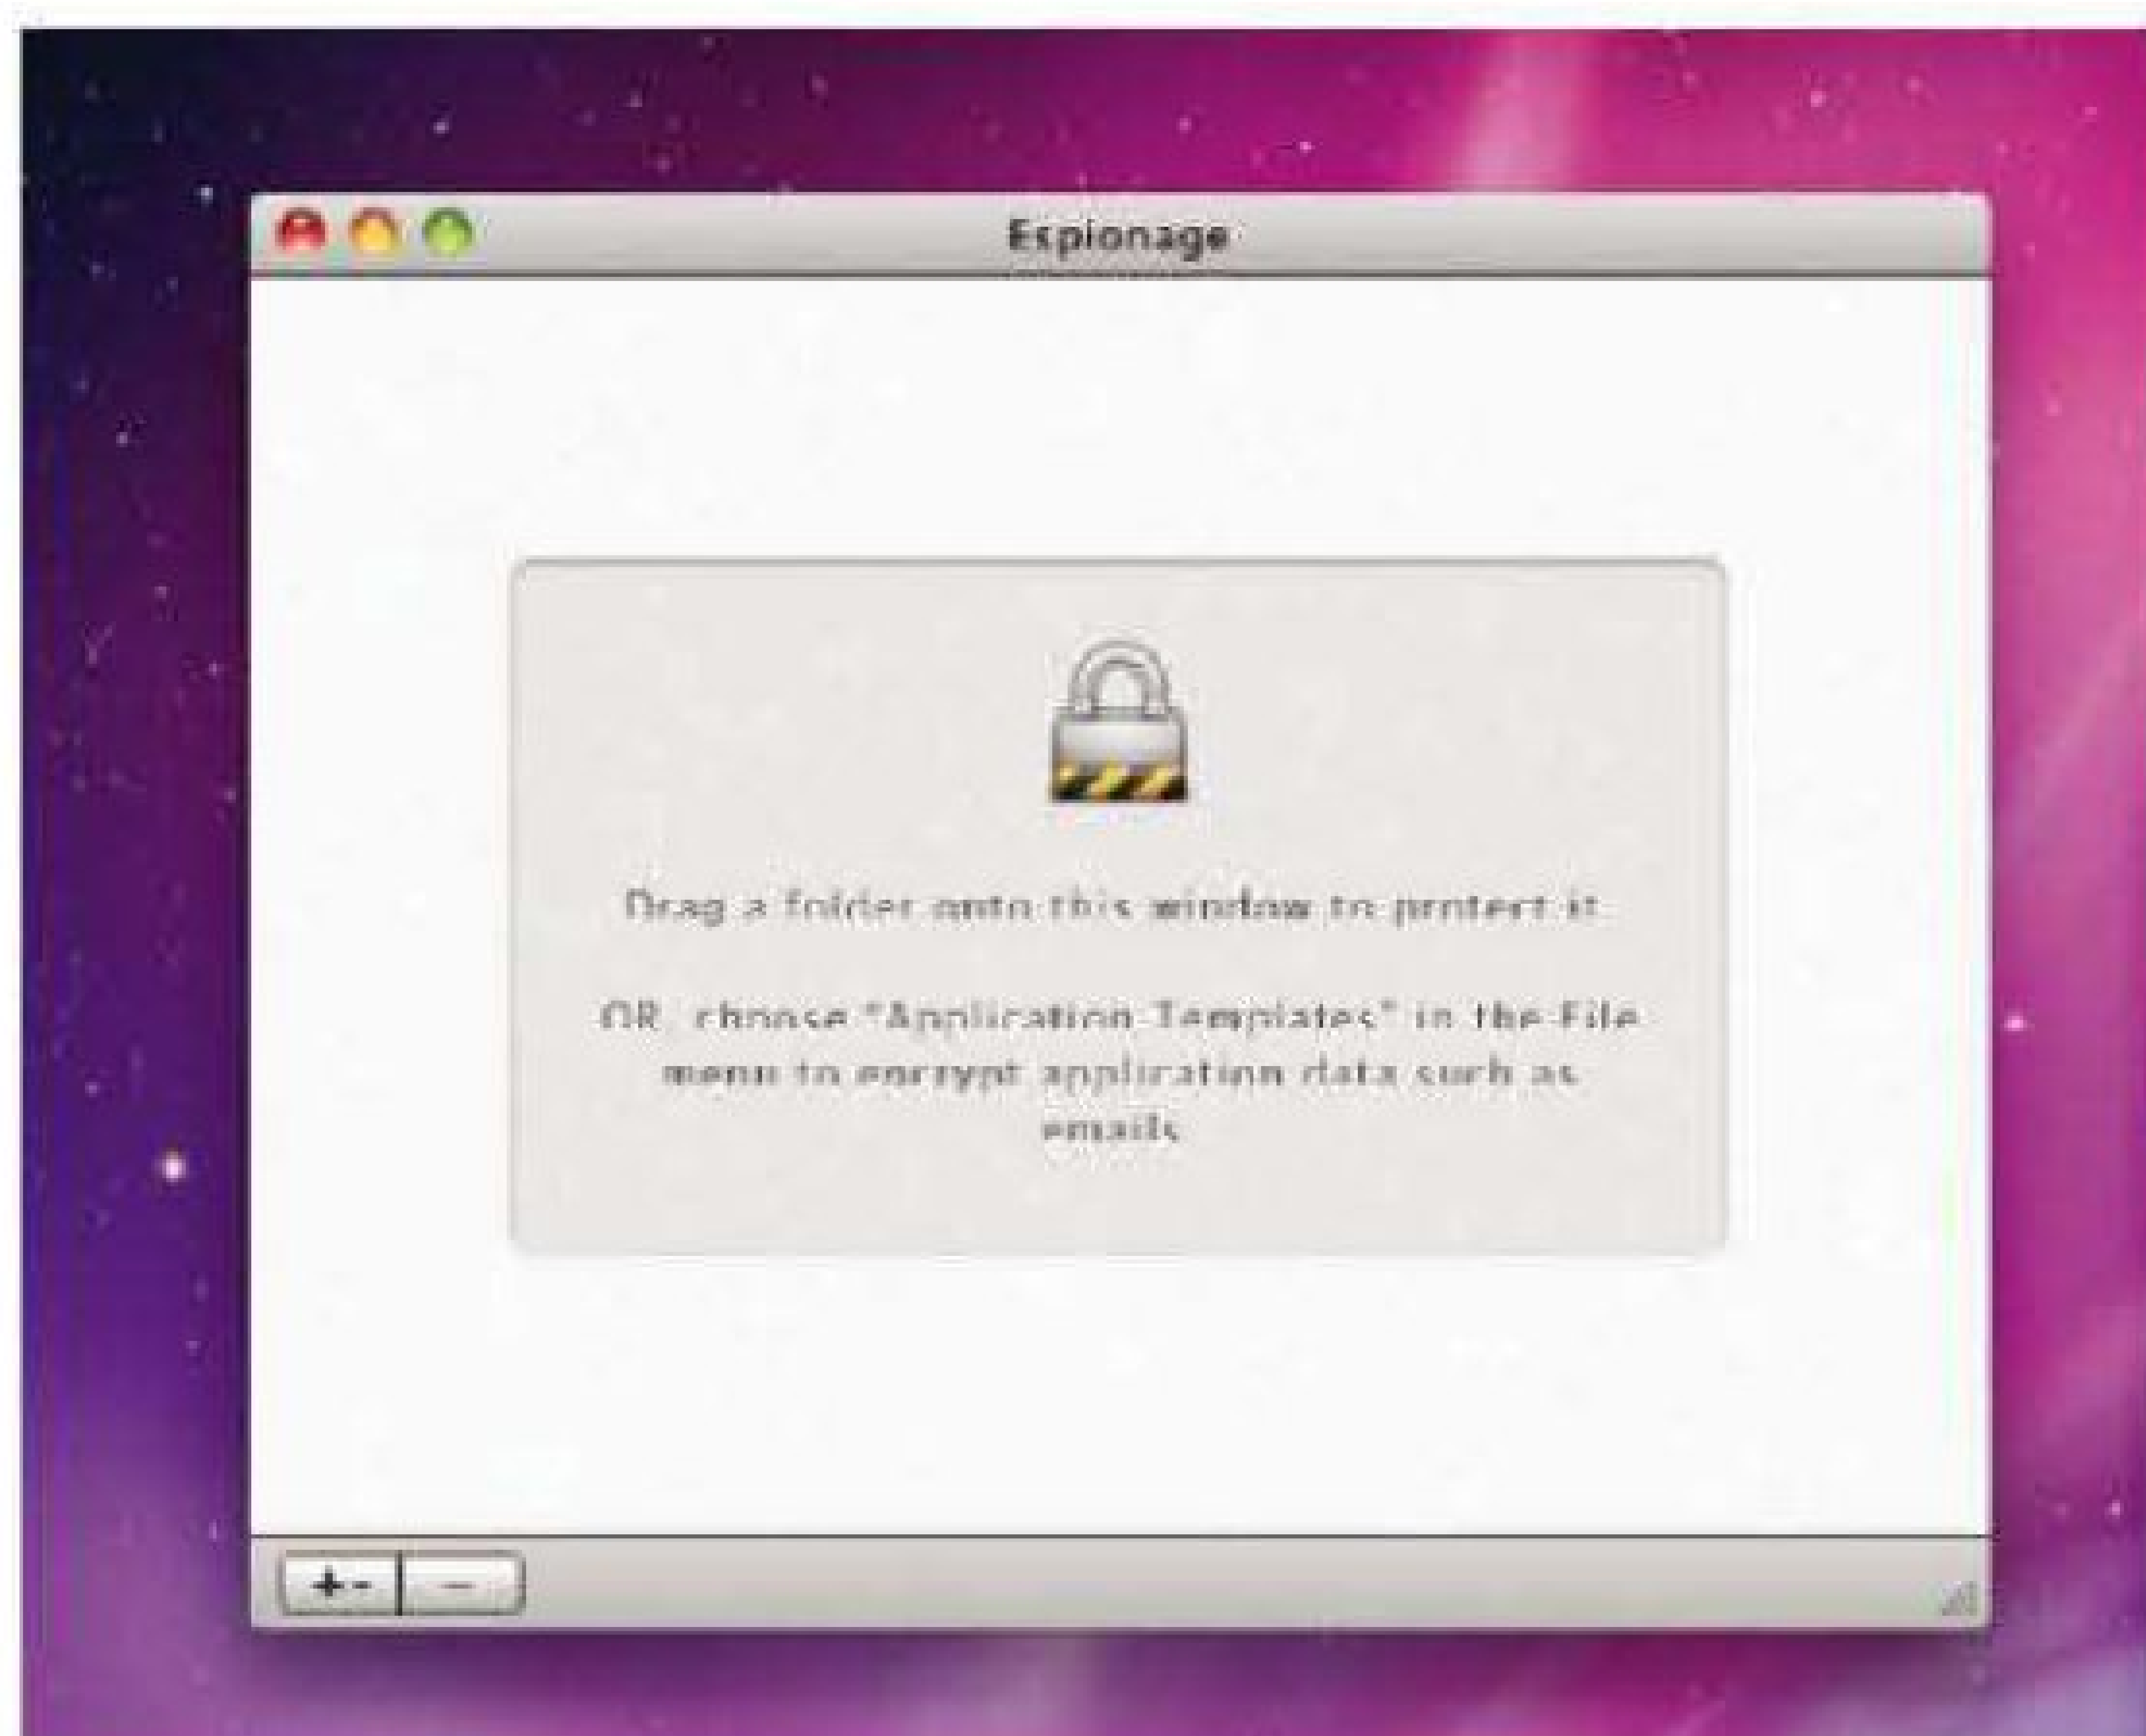 Espionage
Drag a folder onto this window to protect it
OR, choose "Application Templates" in the File
menu to encrypt application data such as
emails
+ -
−